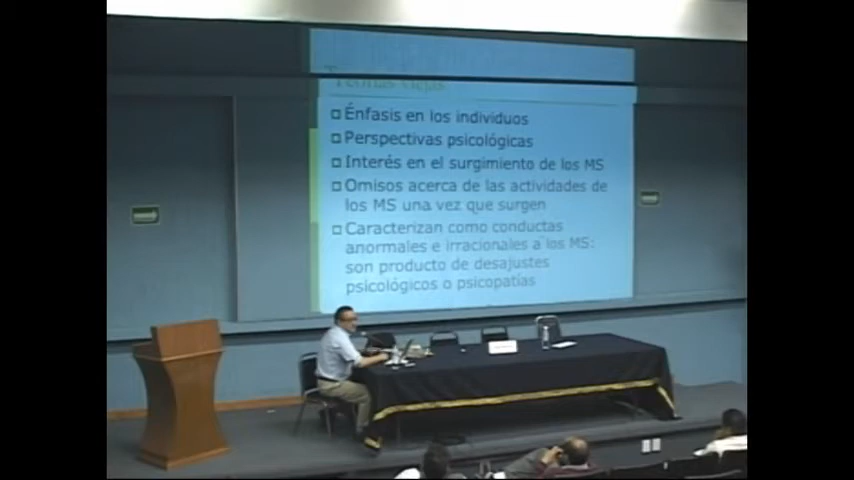 Teorías viejas
Énfasis en los individuos
Perspectivas psicológicas
Interés en el surgimiento de los MS
Omisos acerca de las actividades de
los MS una vez que surgen
Caracterizan como conductas
anormales e irracionales a los MS:
son producto de desajustes
psicológicos o psicopatías